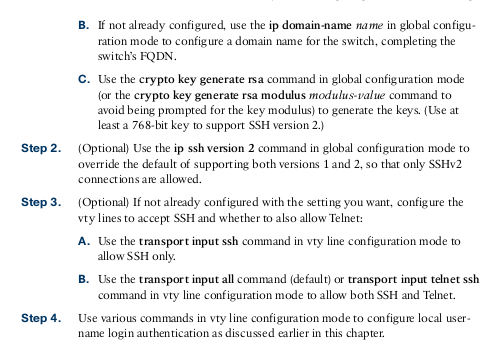 B. If not already configured, use the ip domain-name name in global configu-
ration mode to configure a domain name for the switch, completing the
switch's FQDN.
C. Use the crypto key generate rsa command in global configuration mode
(or the crypto key generate rsa modulus modulus-value command to
avoid being prompted for the key modulus) to generate the keys. (Use at
least a 768-bit key to support SSH version 2.)
Step 2. (Optional) Use the ip ssh version 2 command in global configuration mode to
override the default of supporting both versions 1 and 2, so that only SSHv2
connections are allowed.
Step 3. (Optional) If not already configured with the setting you want, configure the
vty lines to accept SSH and whether to also allow Telnet:
A. Use the transport input ssh command in vty line configuration mode to
allow SSH only.
B. Use the transport input all command (default) or transport input telnet ssh
command in vty line configuration mode to allow both SSH and Telnet.
Step 4. Use various commands in vty line configuration mode to configure local user-
name login authentication as discussed earlier in this chapter.